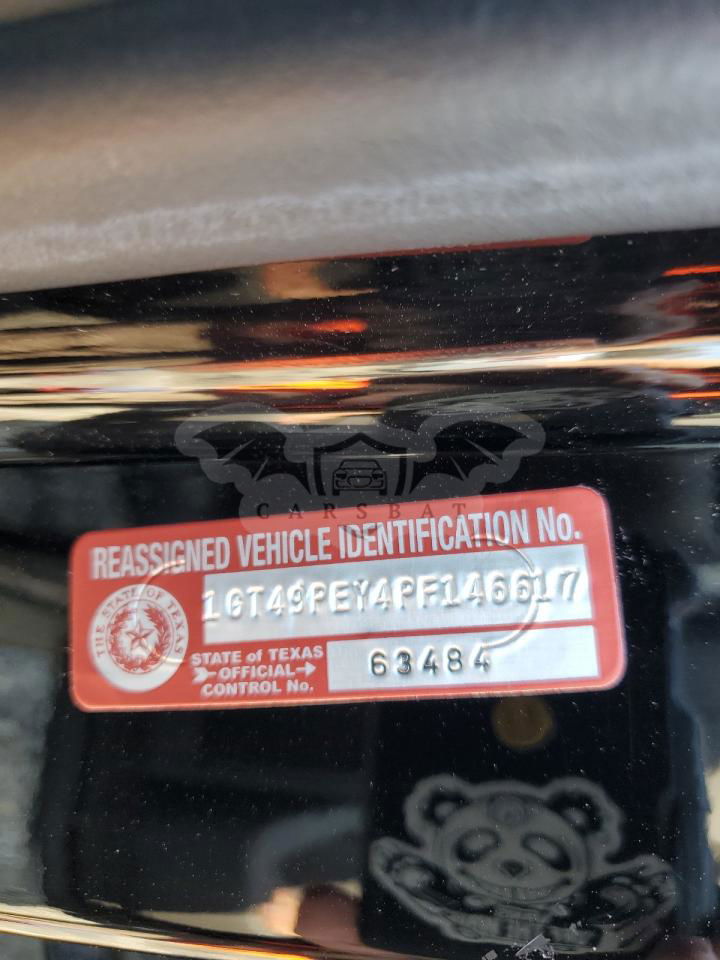 CARSBAT
REASSIGNED VEHICLE IDENTIFICATION No.
1GT49PEY4PF146617
THE STATE OF TEXAS
STATE of TEXAS
OFFICIAL
CONTROL No.
63484